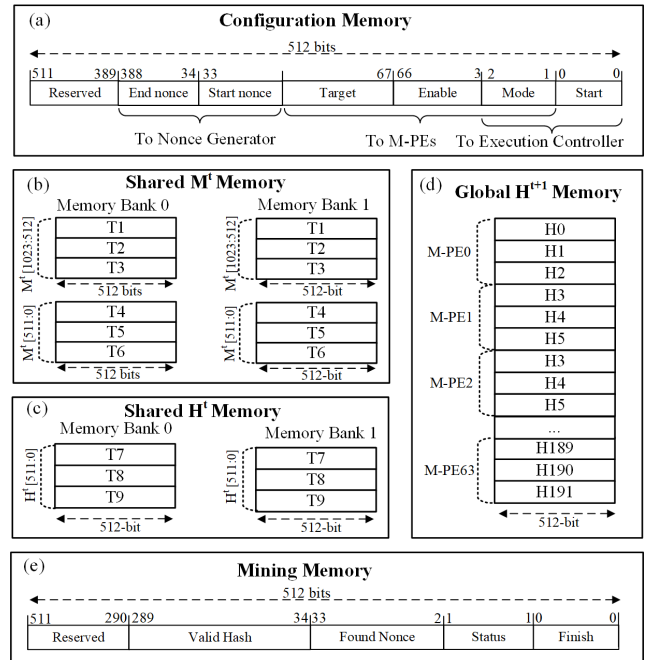 (a) Configuration Memory
512 bits
511 389 388 34 33 67 66 3 2 1 0 0
Reserved End nonce Start nonce Target Enable Mode Start
To Nonce Generator To M-PEs To Execution Controller
(b) Shared Mᵗ Memory
Memory Bank 0 Memory Bank 1
Mᵗ [1023:512] T1 T2 T3 512 bits
Mᵗ [1023:512] T1 T2 T3 512-bit
Mᵗ [511:0] T4 T5 T6 512 bits
Mᵗ [511:0] T4 T5 T6 512-bit
(c) Shared Hᵗ Memory
Memory Bank 0 Memory Bank 1
Hᵗ [511:0] T7 T8 T9 512-bit
Hᵗ [511:0] T7 T8 T9 512-bit
(d) Global Hᵗ⁺¹ Memory
M-PE0 H0 H1 H2
M-PE1 H3 H4 H5
M-PE2 H3 H4 H5
...
M-PE63 H189 H190 H191
512-bit
(e) Mining Memory
512 bits
511 290 289 34 33 2 1 1 0 0
Reserved Valid Hash Found Nonce Status Finish